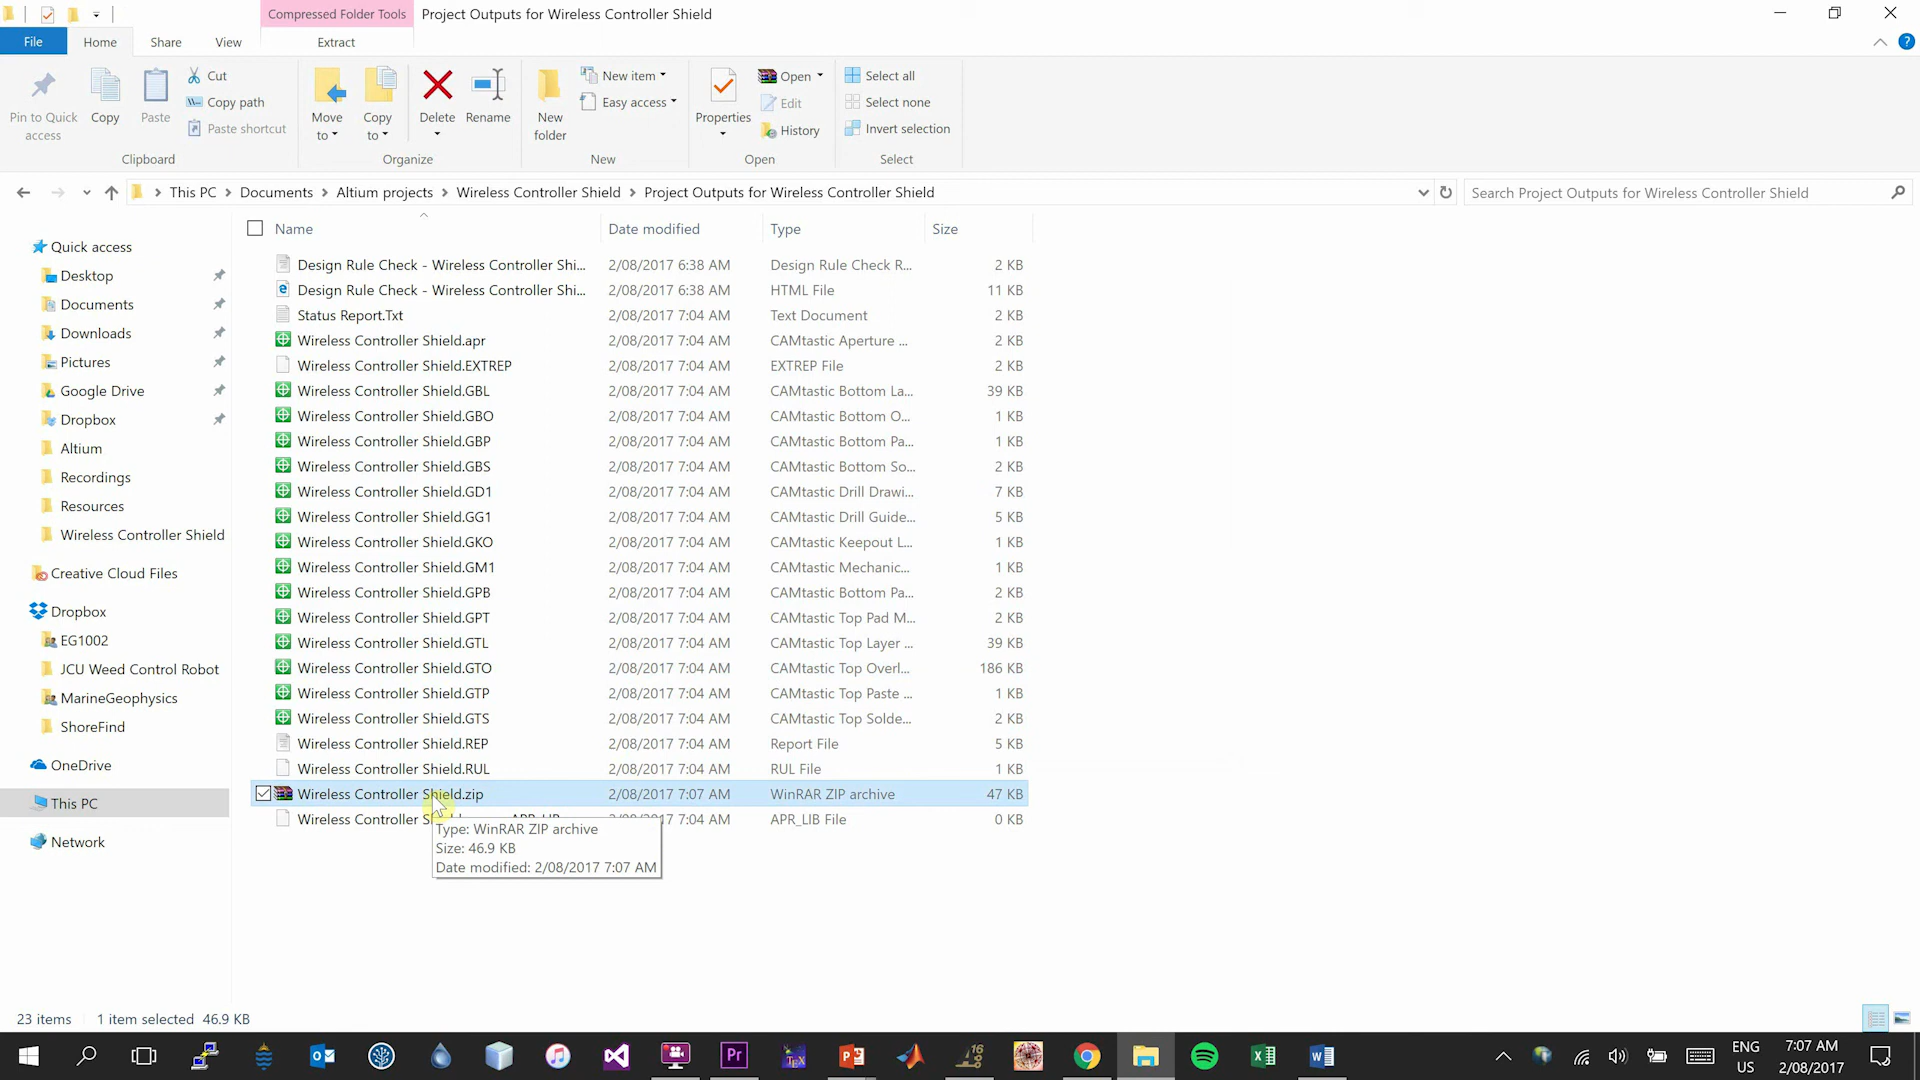 Compressed Folder Tools
Project Outputs for Wireless Controller Shield
File
Home
Share
View
Extract
Pin to Quick access
Copy
Paste
Cut
Copy path
Paste shortcut
Clipboard
Move to
Copy to
Delete
Rename
Organize
New folder
New item
Easy access
New
Properties
Open
Edit
History
Open
Select all
Select none
Invert selection
Select
This PC > Documents > Altium projects > Wireless Controller Shield > Project Outputs for Wireless Controller Shield
Search Project Outputs for Wireless Controller Shield
Quick access
Desktop
Documents
Downloads
Pictures
Google Drive
Dropbox
Altium
Recordings
Resources
Wireless Controller Shield
Creative Cloud Files
Dropbox
EG1002
JCU Weed Control Robot
MarineGeophysics
ShoreFind
OneDrive
This PC
Network
Name Date modified Type Size
Design Rule Check - Wireless Controller Shi... 2/08/2017 6:38 AM Design Rule Check R... 2 KB
Design Rule Check - Wireless Controller Shi... 2/08/2017 6:38 AM HTML File 11 KB
Status Report.Txt 2/08/2017 7:04 AM Text Document 2 KB
Wireless Controller Shield.apr 2/08/2017 7:04 AM CAMtastic Aperture ... 2 KB
Wireless Controller Shield.EXTREP 2/08/2017 7:04 AM EXTREP File 2 KB
Wireless Controller Shield.GBL 2/08/2017 7:04 AM CAMtastic Bottom La... 39 KB
Wireless Controller Shield.GBO 2/08/2017 7:04 AM CAMtastic Bottom O... 1 KB
Wireless Controller Shield.GBP 2/08/2017 7:04 AM CAMtastic Bottom Pa... 1 KB
Wireless Controller Shield.GBS 2/08/2017 7:04 AM CAMtastic Bottom So... 2 KB
Wireless Controller Shield.GD1 2/08/2017 7:04 AM CAMtastic Drill Drawi... 7 KB
Wireless Controller Shield.GG1 2/08/2017 7:04 AM CAMtastic Drill Guide... 5 KB
Wireless Controller Shield.GKO 2/08/2017 7:04 AM CAMtastic Keepout L... 1 KB
Wireless Controller Shield.GM1 2/08/2017 7:04 AM CAMtastic Mechanic... 1 KB
Wireless Controller Shield.GPB 2/08/2017 7:04 AM CAMtastic Bottom Pa... 2 KB
Wireless Controller Shield.GPT 2/08/2017 7:04 AM CAMtastic Top Pad M... 2 KB
Wireless Controller Shield.GTL 2/08/2017 7:04 AM CAMtastic Top Layer ... 39 KB
Wireless Controller Shield.GTO 2/08/2017 7:04 AM CAMtastic Top Overl... 186 KB
Wireless Controller Shield.GTP 2/08/2017 7:04 AM CAMtastic Top Paste ... 1 KB
Wireless Controller Shield.GTS 2/08/2017 7:04 AM CAMtastic Top Solde... 2 KB
Wireless Controller Shield.REP 2/08/2017 7:04 AM Report File 5 KB
Wireless Controller Shield.RUL 2/08/2017 7:04 AM RUL File 1 KB
Wireless Controller Shield.zip 2/08/2017 7:07 AM WinRAR ZIP archive 47 KB
Wireless Controller 7:04 AM APR_LIB File 0 KB
Type: WinRAR ZIP archive
Size: 46.9 KB
Date modified: 2/08/2017 7:07 AM
23 items 1 item selected 46.9 KB
ENG US
7:07 AM
2/08/2017